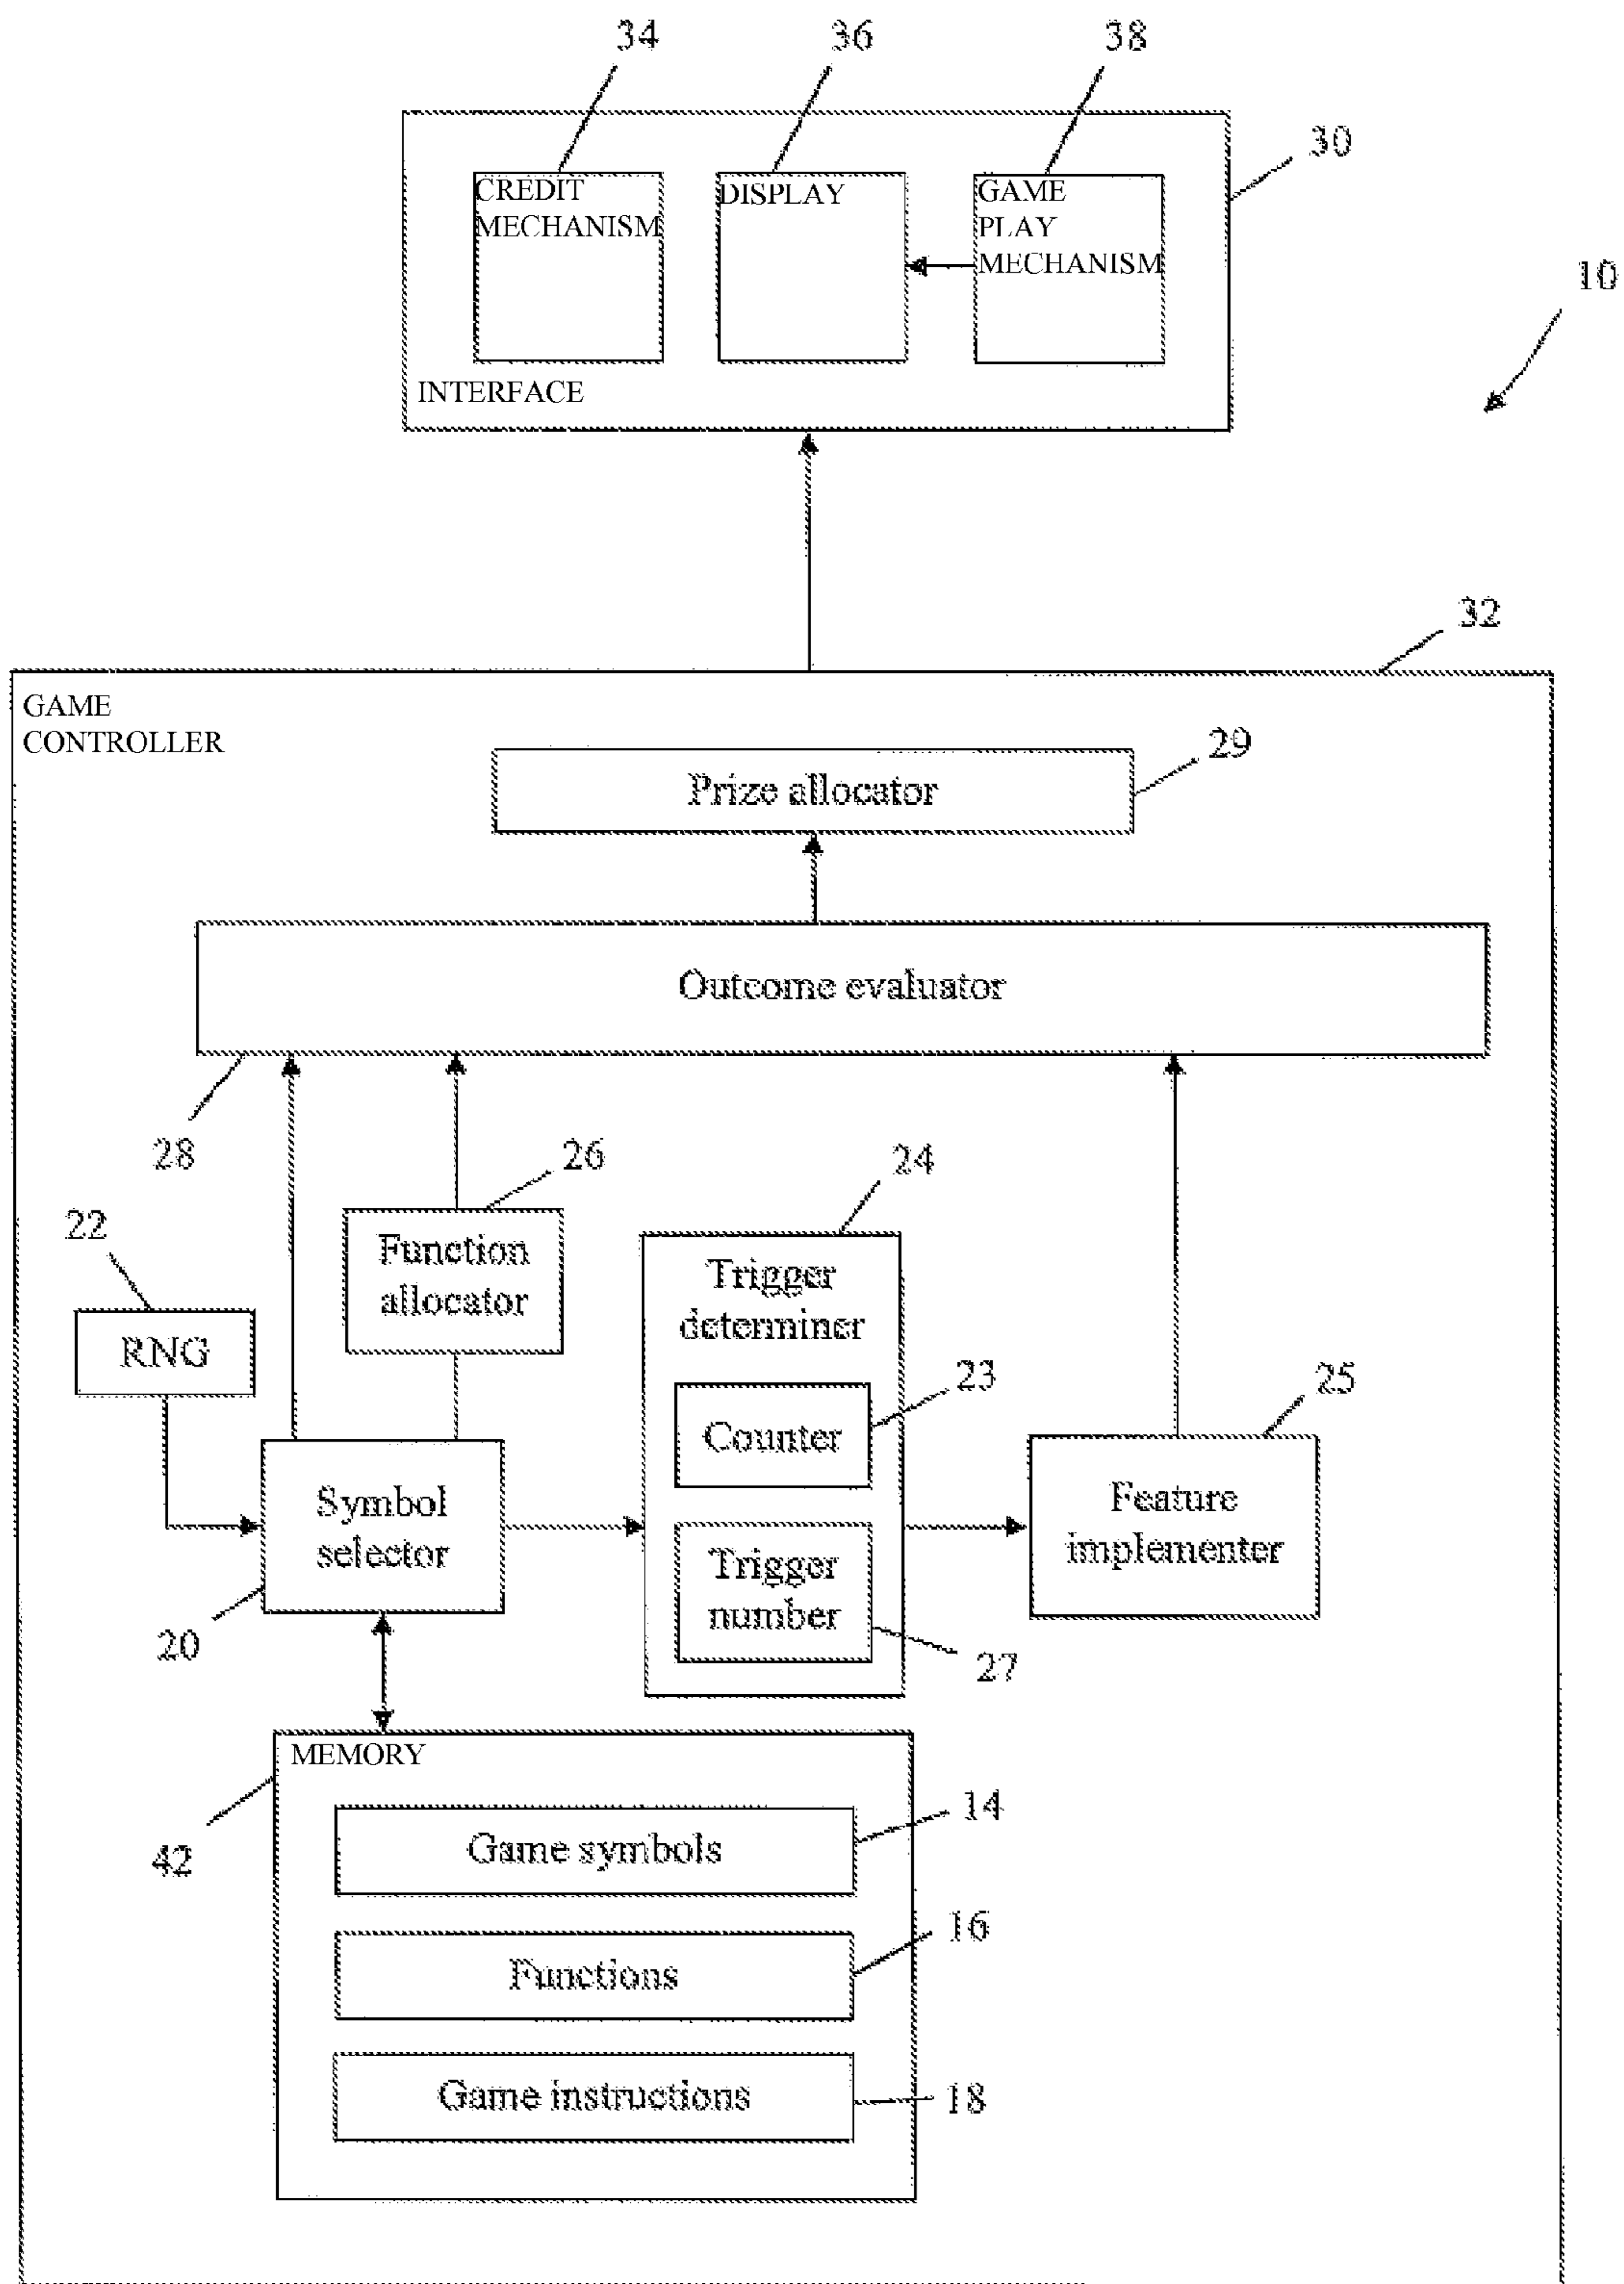 34
36
38
30
CREDIT
MECHANISM
DISPLAY
GAME
PLAY
MECHANISM
10
INTERFACE
32
GAME
CONTROLLER
29
Prize allocator
Outcome evaluator
28
26
24
22
Function
allocator
Trigger
determiner
RNG
23
25
Counter
Symbol
selector
Feature
implementer
Trigger
number
20
27
MEMORY
14
42
Game symbols
16
Functions
Game instructions
18